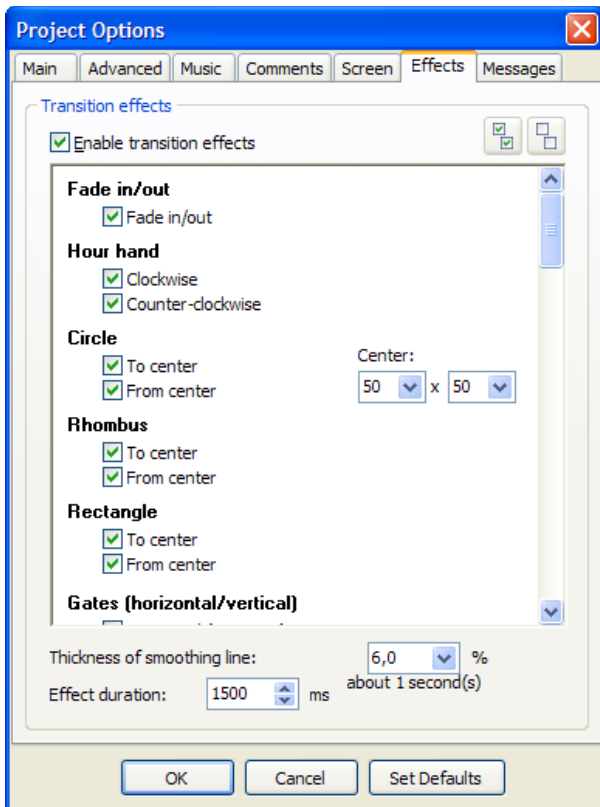 Project Options
Main Advanced Music Comments Screen Effects Messages
Transition effects
Enable transition effects
Fade in/out
Fade in/out
Hour hand
Clockwise
Counter-clockwise
Circle
Center:
To center
50 x 50
From center
Rhombus
To center
From center
Rectangle
To center
From center
Gates (horizontal/vertical)
Thickness of smoothing line: 6,0 %
about 1 second(s)
Effect duration: 1500 ms
OK Cancel Set Defaults